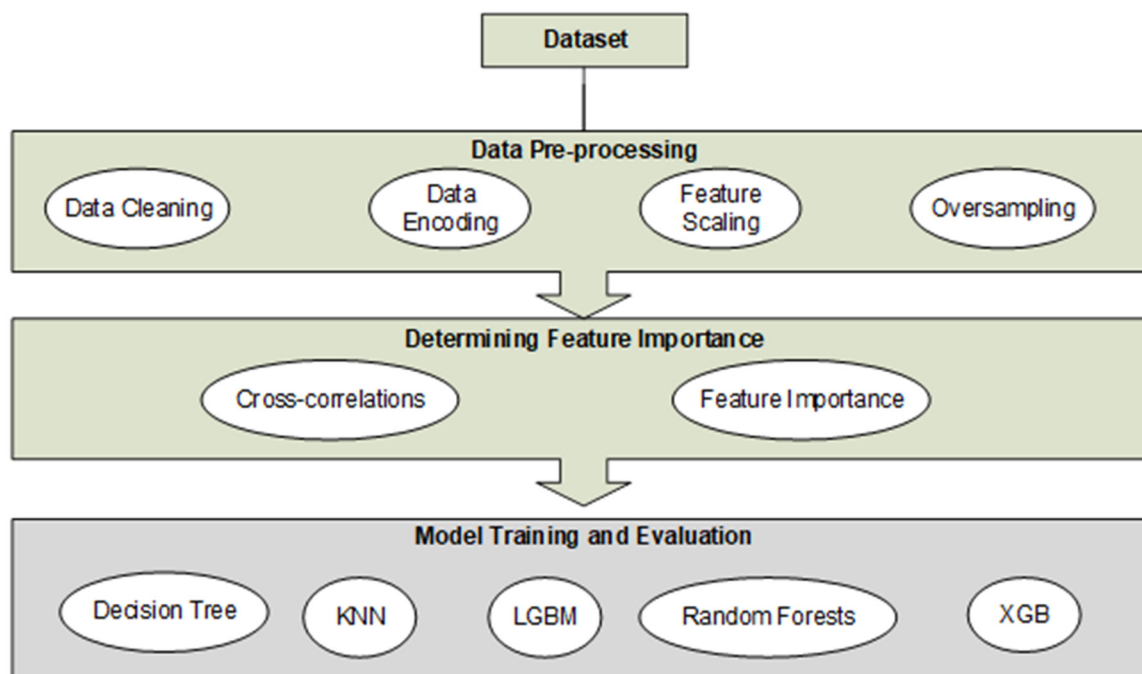 Dataset
Data Pre-processing
Data Cleaning
Data
Encoding
Feature
Scaling
Oversampling
Determining Feature Importance
Cross-correlations
Feature Importance
Model Training and Evaluation
Decision Tree
KNN
LGBM
Random Forests
XGB